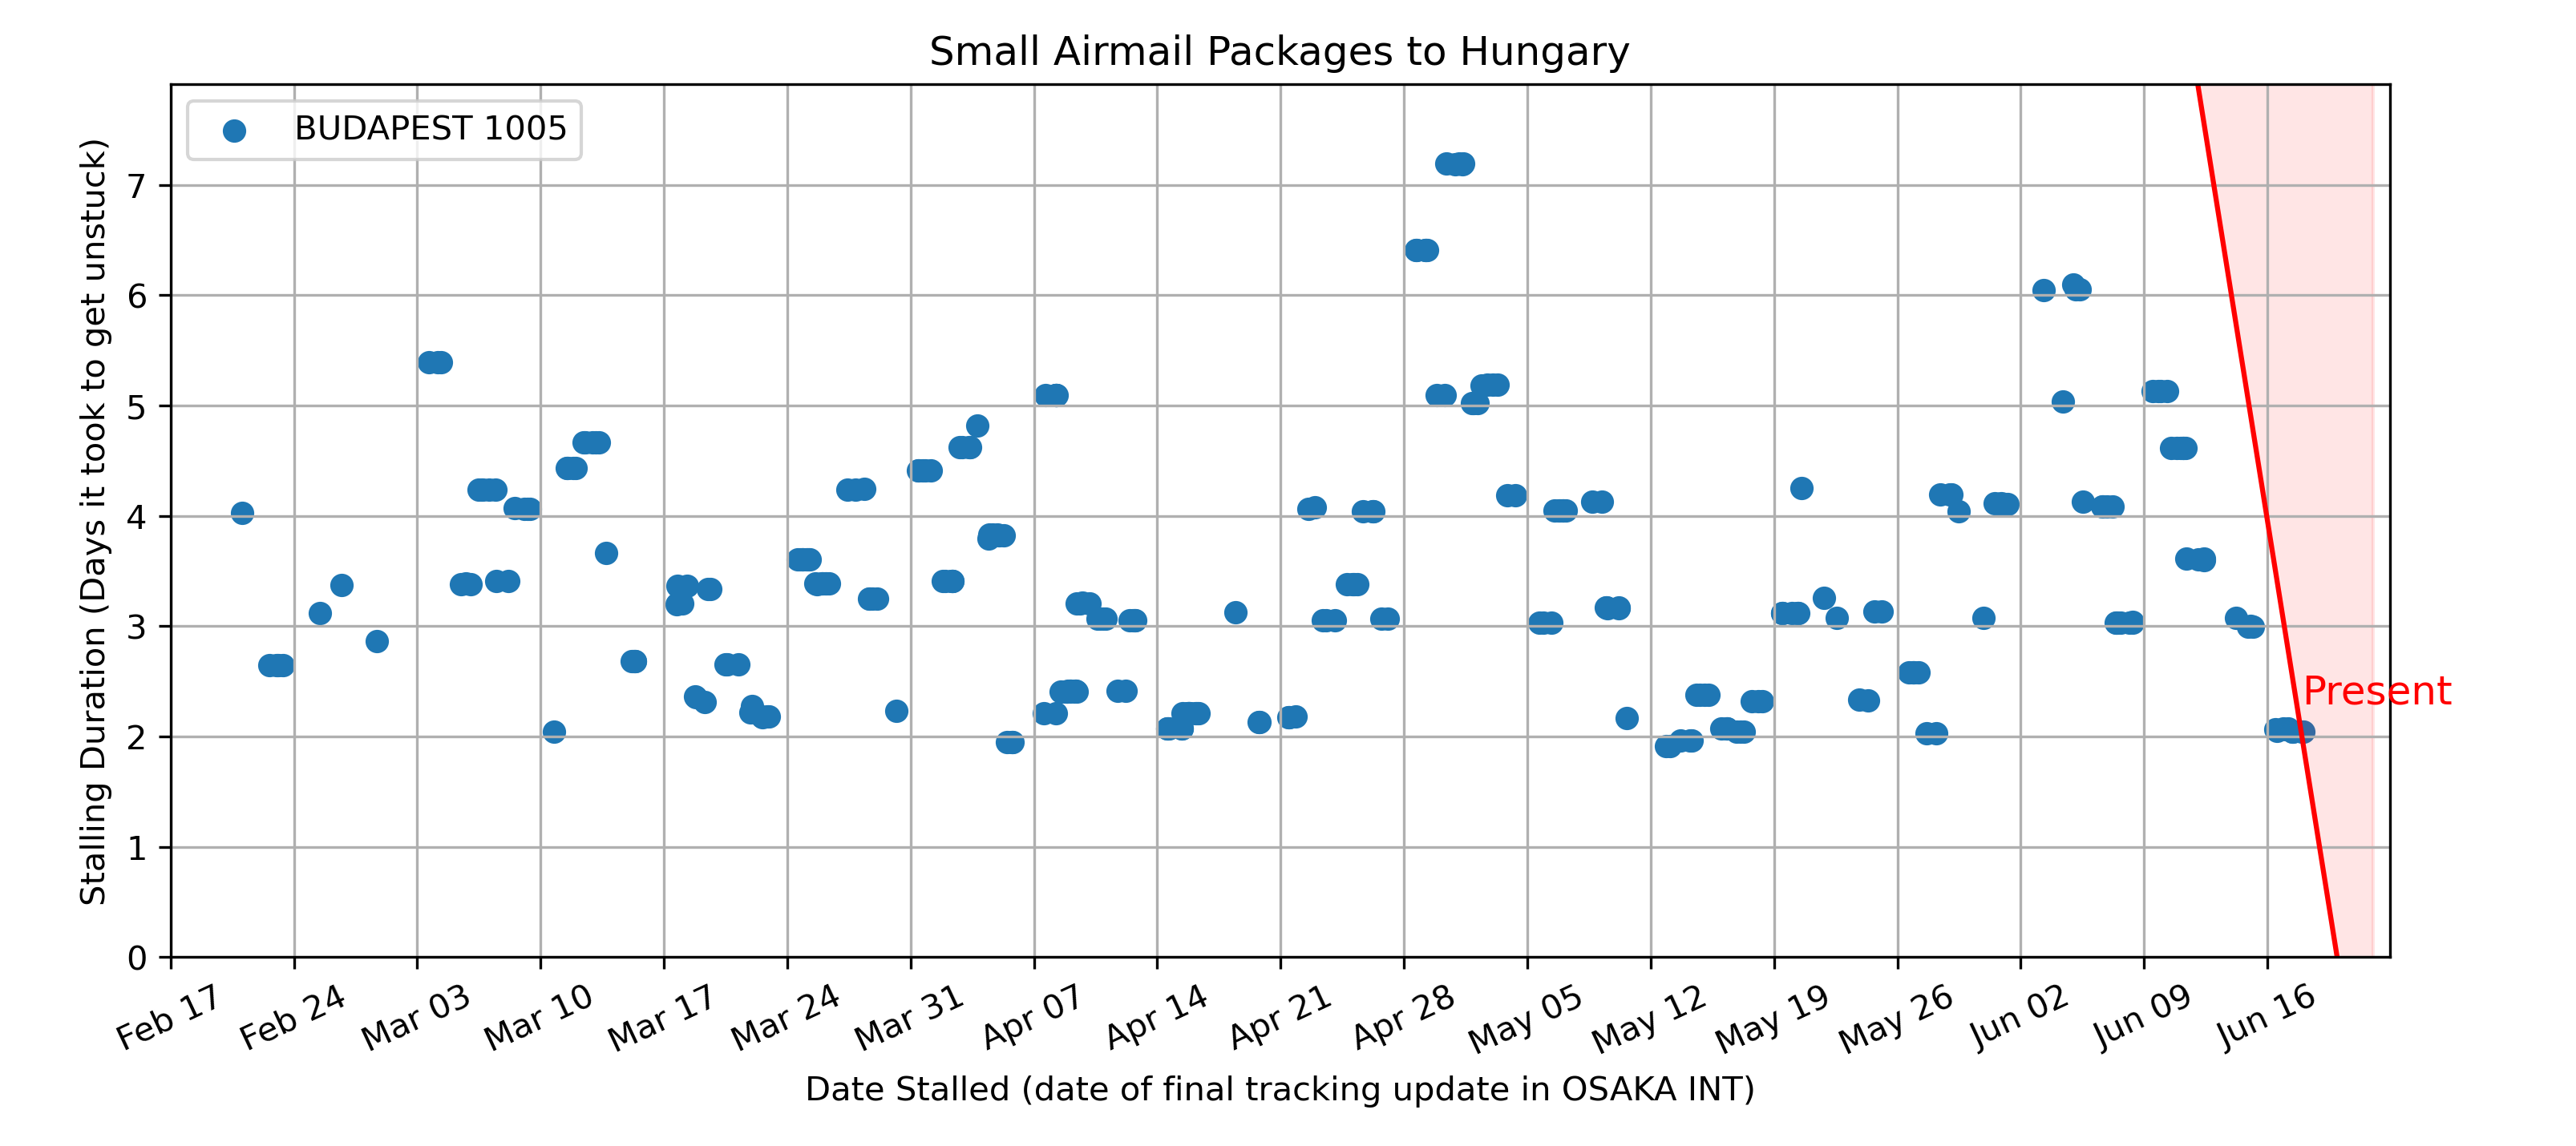 Small Airmail Packages to Hungary
BUDAPEST 1005
Stalling Duration (Days it took to get unstuck)
7
6
5
4
3
2
1
0
Present
Feb 17
Feb 24
Mar 03
Mar 10
Mar 17
Mar 24
Mar 31
Apr 07
Apr 14
Apr 21
Apr 28
May 05
May 12
May 19
May 26
Jun 02
Jun 09
Jun 16
Date Stalled (date of final tracking update in OSAKA INT)